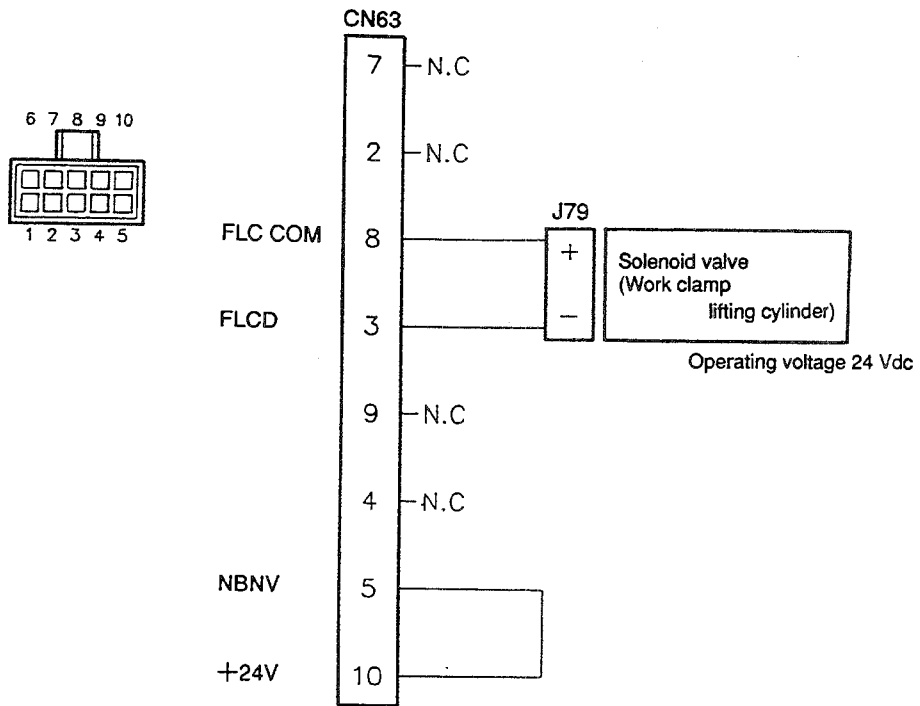 CN63
7 N.C
6 7 8 9 10
2 N.C
1 2 3 4 5
J79
FLC COM 8 +
Solenoid valve
(Work clamp
lifting cylinder)
FLCD 3 −
Operating voltage 24 Vdc
9 N.C
4 N.C
NBNV 5
+24V 10